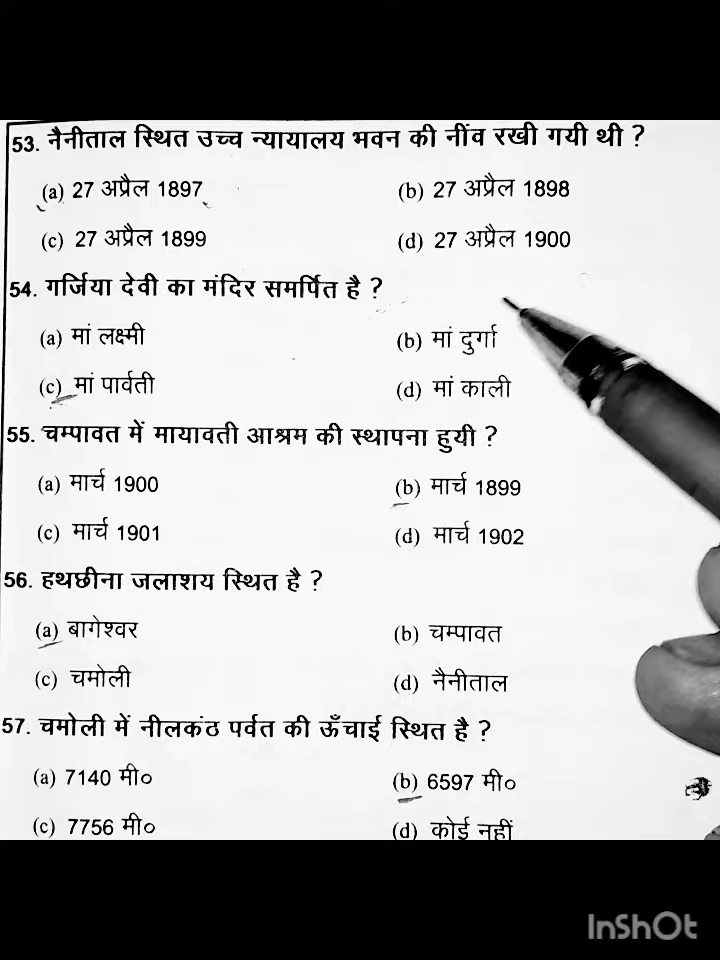 53. नैनीताल स्थित उच्च न्यायालय भवन की नींव रखी गयी थी ?
(a) 27 अप्रैल 1897 (b) 27 अप्रैल 1898
(c) 27 अप्रैल 1899 (d) 27 अप्रैल 1900
54. गर्जिया देवी का मंदिर समर्पित है ?
(a) मां लक्ष्मी (b) मां दुर्गा
(c) मां पार्वती (d) मां काली
55. चम्पावत में मायावती आश्रम की स्थापना हुयी ?
(a) मार्च 1900 (b) मार्च 1899
(c) मार्च 1901 (d) मार्च 1902
56. हथछीना जलाशय स्थित है ?
(a) बागेश्वर (b) चम्पावत
(c) चमोली (d) नैनीताल
57. चमोली में नीलकंठ पर्वत की ऊँचाई स्थित है ?
(a) 7140 मी० (b) 6597 मी०
(c) 7756 मी० (d) कोई नहीं
InShOt